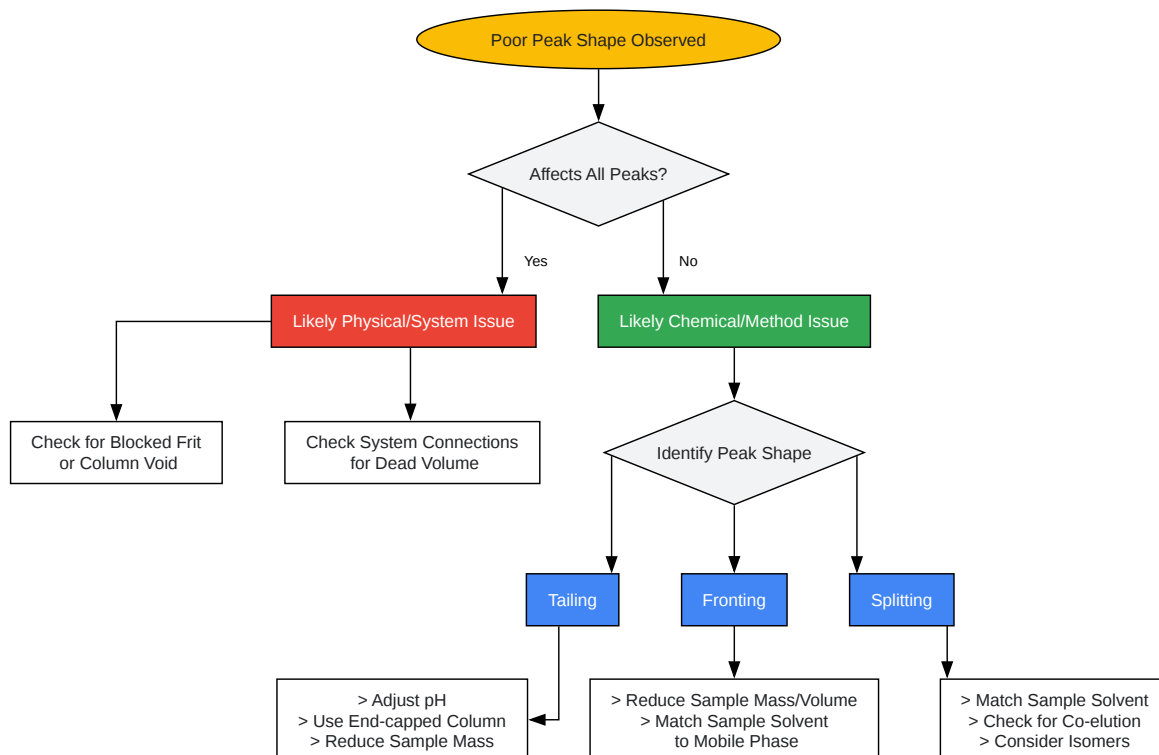 Poor Peak Shape Observed
Affects All Peaks?
Yes
No
Likely Physical/System Issue
Likely Chemical/Method Issue
Check for Blocked Frit
or Column Void
Check System Connections
for Dead Volume
Identify Peak Shape
Tailing
Fronting
Splitting
> Adjust pH
> Use End-capped Column
> Reduce Sample Mass
> Reduce Sample Mass/Volume
> Match Sample Solvent
to Mobile Phase
> Match Sample Solvent
> Check for Co-elution
> Consider Isomers